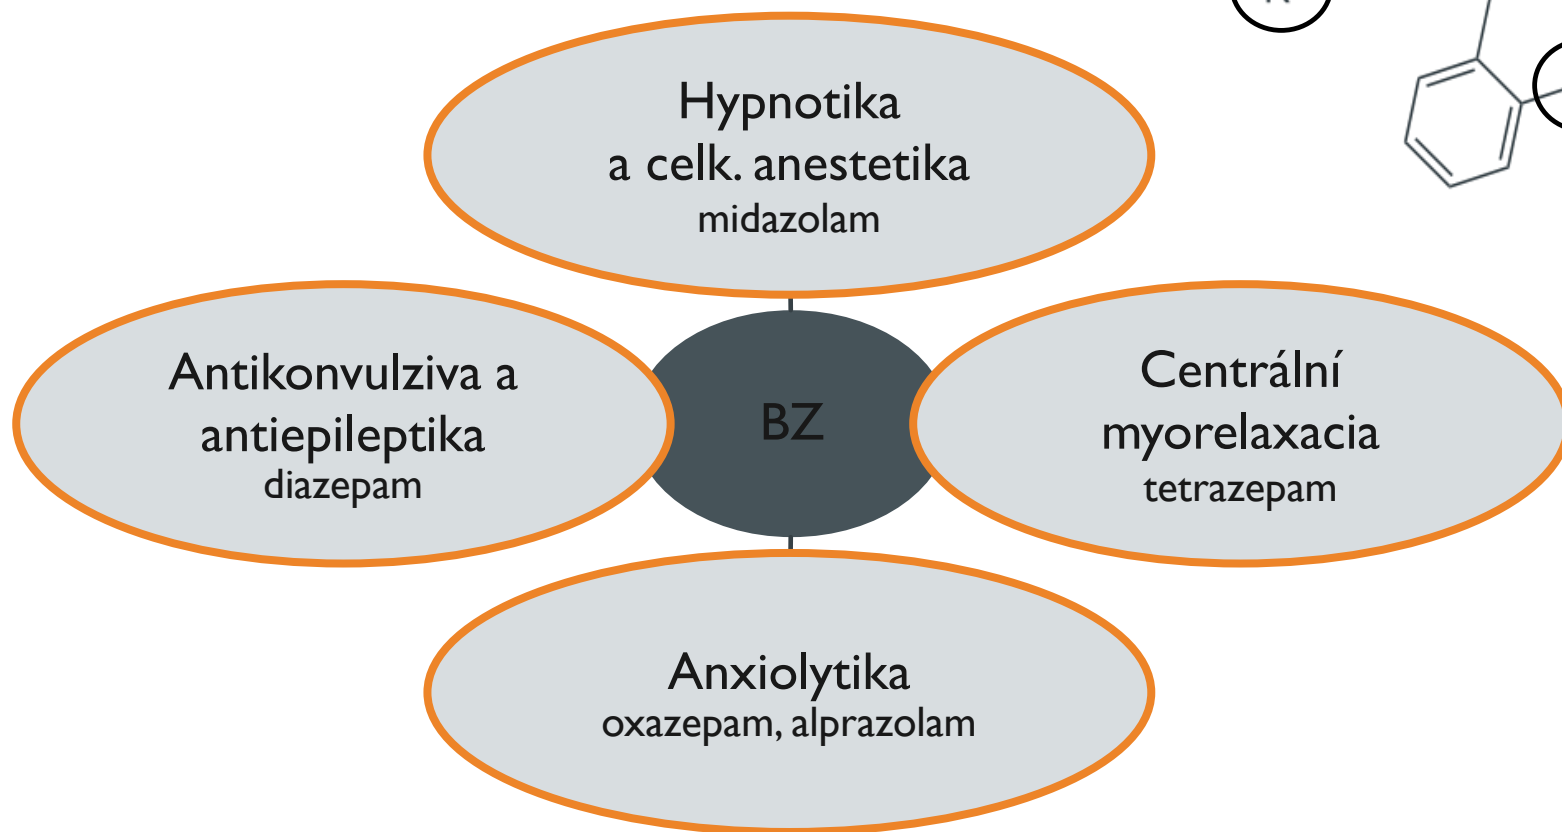 Hypnotika
a celk. anestetika
midazolam
Antikonvulziva a
antiepileptika
diazepam
BZ
Centrální
myorelaxacia
tetrazepam
Anxiolytika
oxazepam, alprazolam